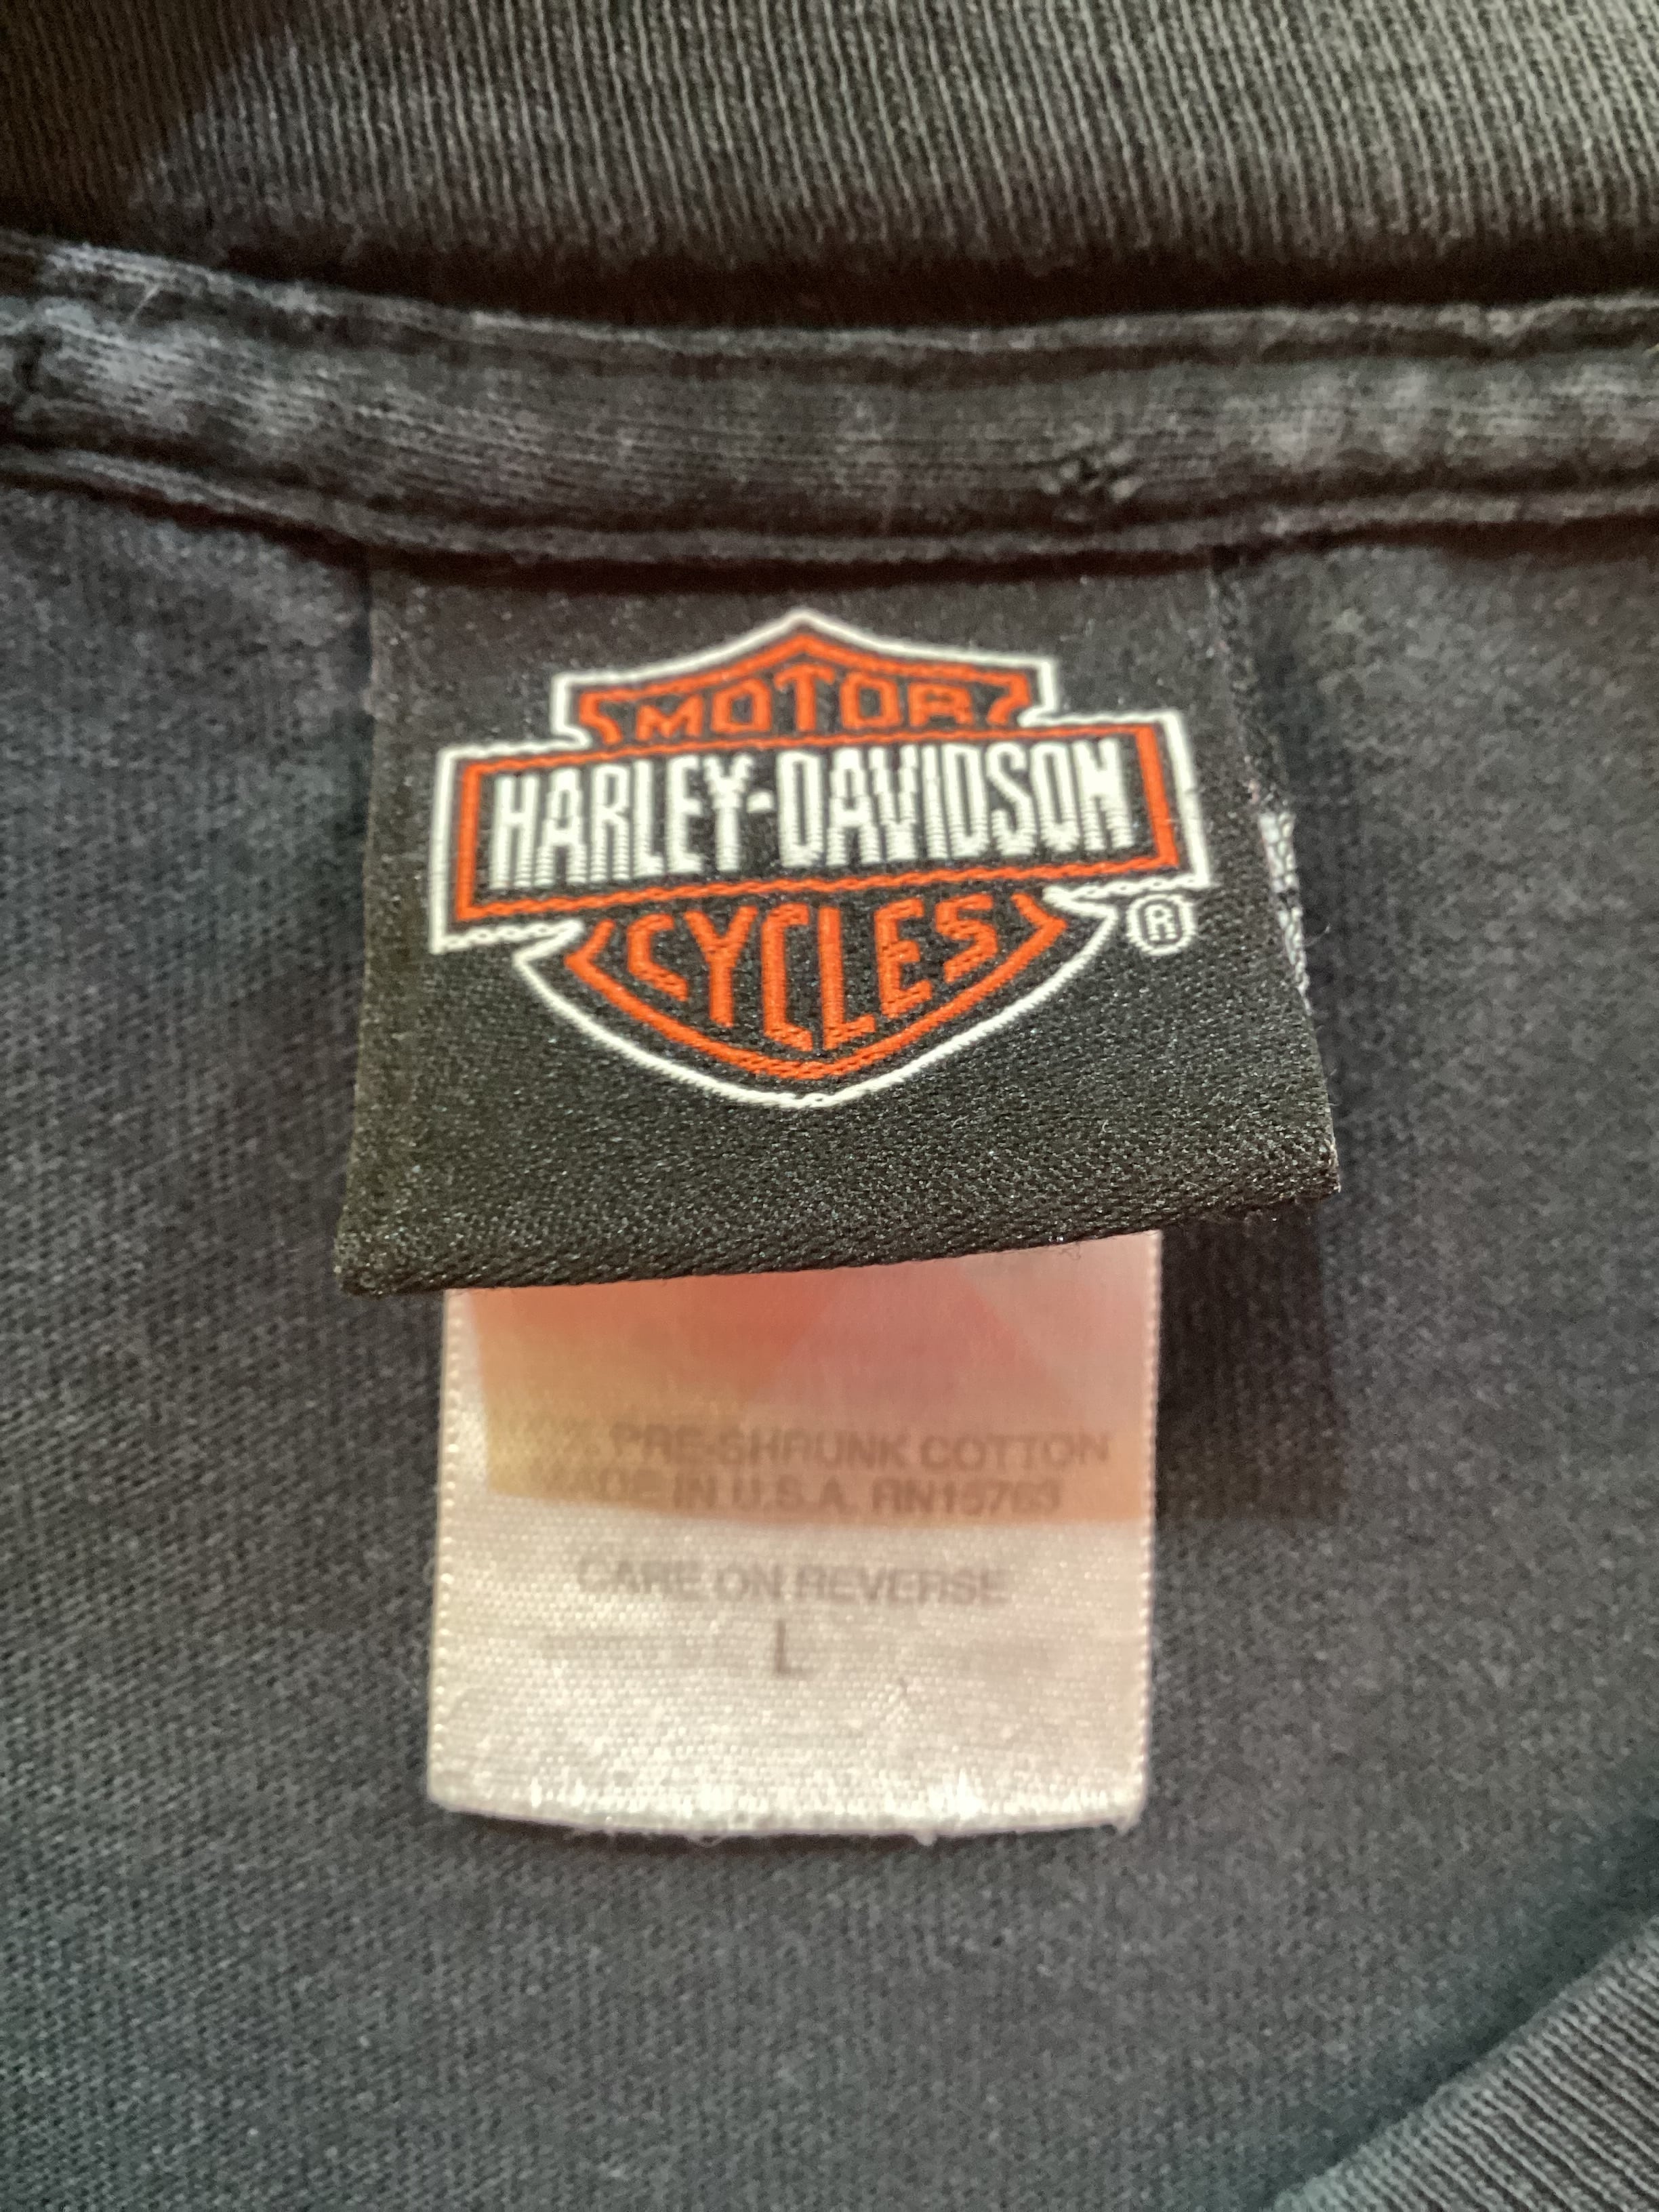 MOTOR
HARLEY-DAVIDSON
®
CYCLES
% PRE-SHRUNK COTTON
MADE IN U.S.A. RN15763
CARE ON REVERSE
L